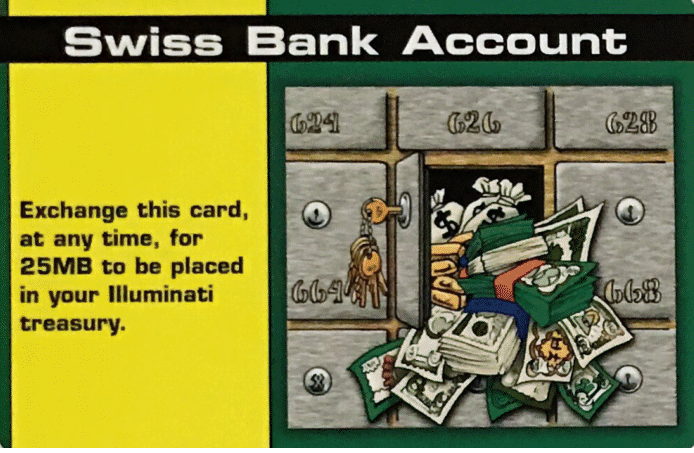 Swiss Bank Account
Exchange this card,
at any time, for
25MB to be placed
in your Illuminati
treasury.
624
626
628
664
668
$